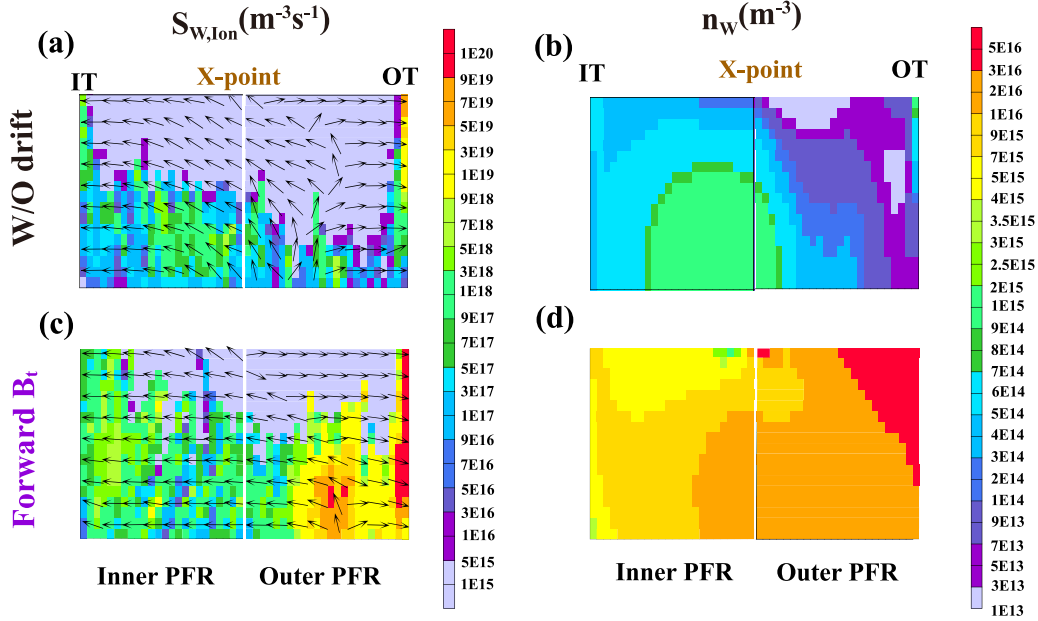 S_W,Ion(m⁻³s⁻¹)
n_W(m⁻³)
(a)
(b)
IT
X-point
OT
IT
X-point
OT
W/O drift
(c)
(d)
Forward B_t
Inner PFR
Outer PFR
Inner PFR
Outer PFR
1E20
9E19
7E19
5E19
3E19
1E19
9E18
7E18
5E18
3E18
1E18
9E17
7E17
5E17
3E17
1E17
9E16
7E16
5E16
3E16
1E16
5E15
1E15
5E16
3E16
2E16
1E16
9E15
7E15
5E15
4E15
3.5E15
3E15
2.5E15
2E15
1E15
9E14
8E14
7E14
6E14
5E14
4E14
3E14
2E14
1E14
9E13
7E13
5E13
3E13
1E13